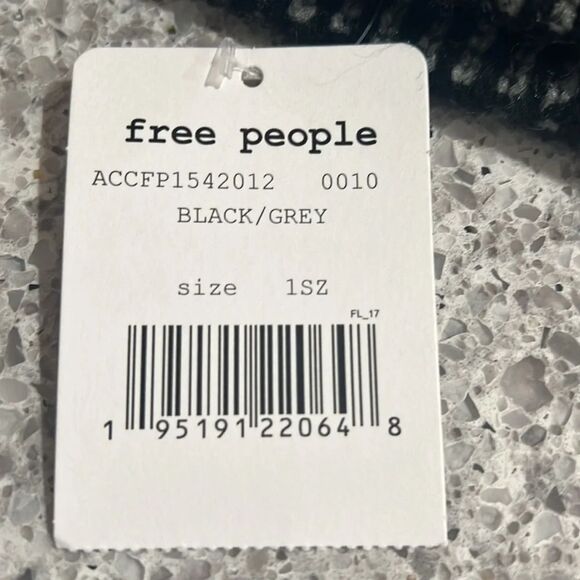 free people
ACCFP1542012 0010
BLACK/GREY
size 1SZ
FL_17
1 95191 22064 8